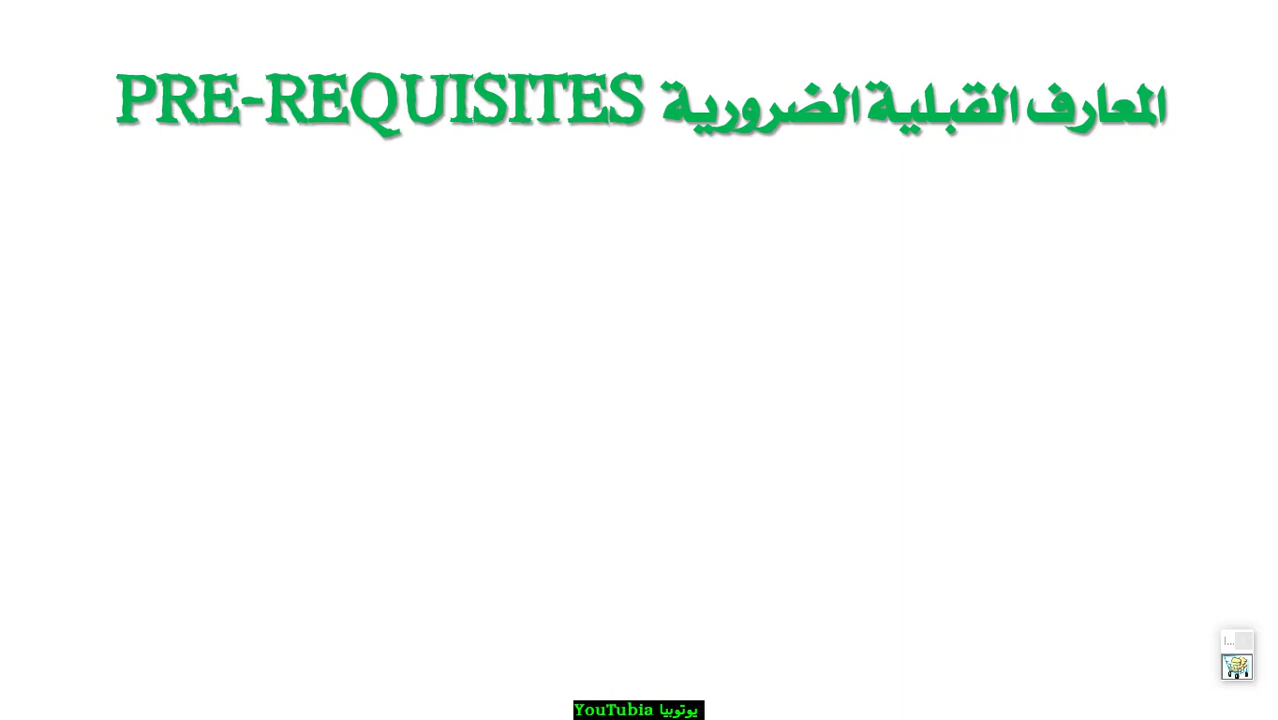 المعارف القبلية الضرورية PRE-REQUISITES
ا...
يوتوبيا YouTubia